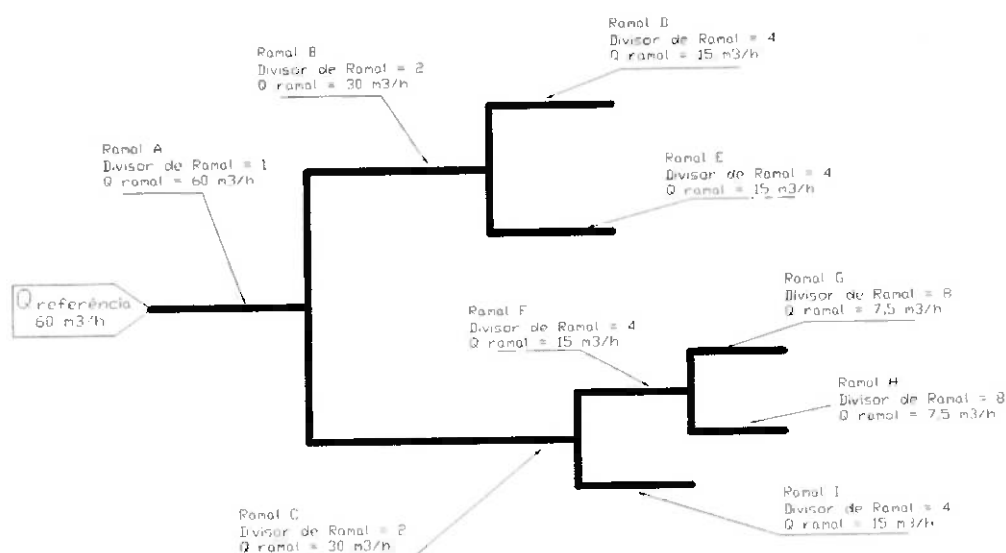 Ramal D
Divisor de Ramal = 4
Q ramal = 15 m3/h
Ramal B
Divisor de Ramal = 2
Q ramal = 30 m3/h
Ramal A
Divisor de Ramal = 1
Q ramal = 60 m3/h
Ramal E
Divisor de Ramal = 4
Q ramal = 15 m3/h
Q referência
60 m3/h
Ramal G
Divisor de Ramal = 8
Q ramal = 7,5 m3/h
Ramal F
Divisor de Ramal = 4
Q ramal = 15 m3/h
Ramal H
Divisor de Ramal = 8
Q ramal = 7,5 m3/h
Ramal I
Divisor de Ramal = 4
Q ramal = 15 m3/h
Ramal C
Divisor de Ramal = 2
Q ramal = 30 m3/h